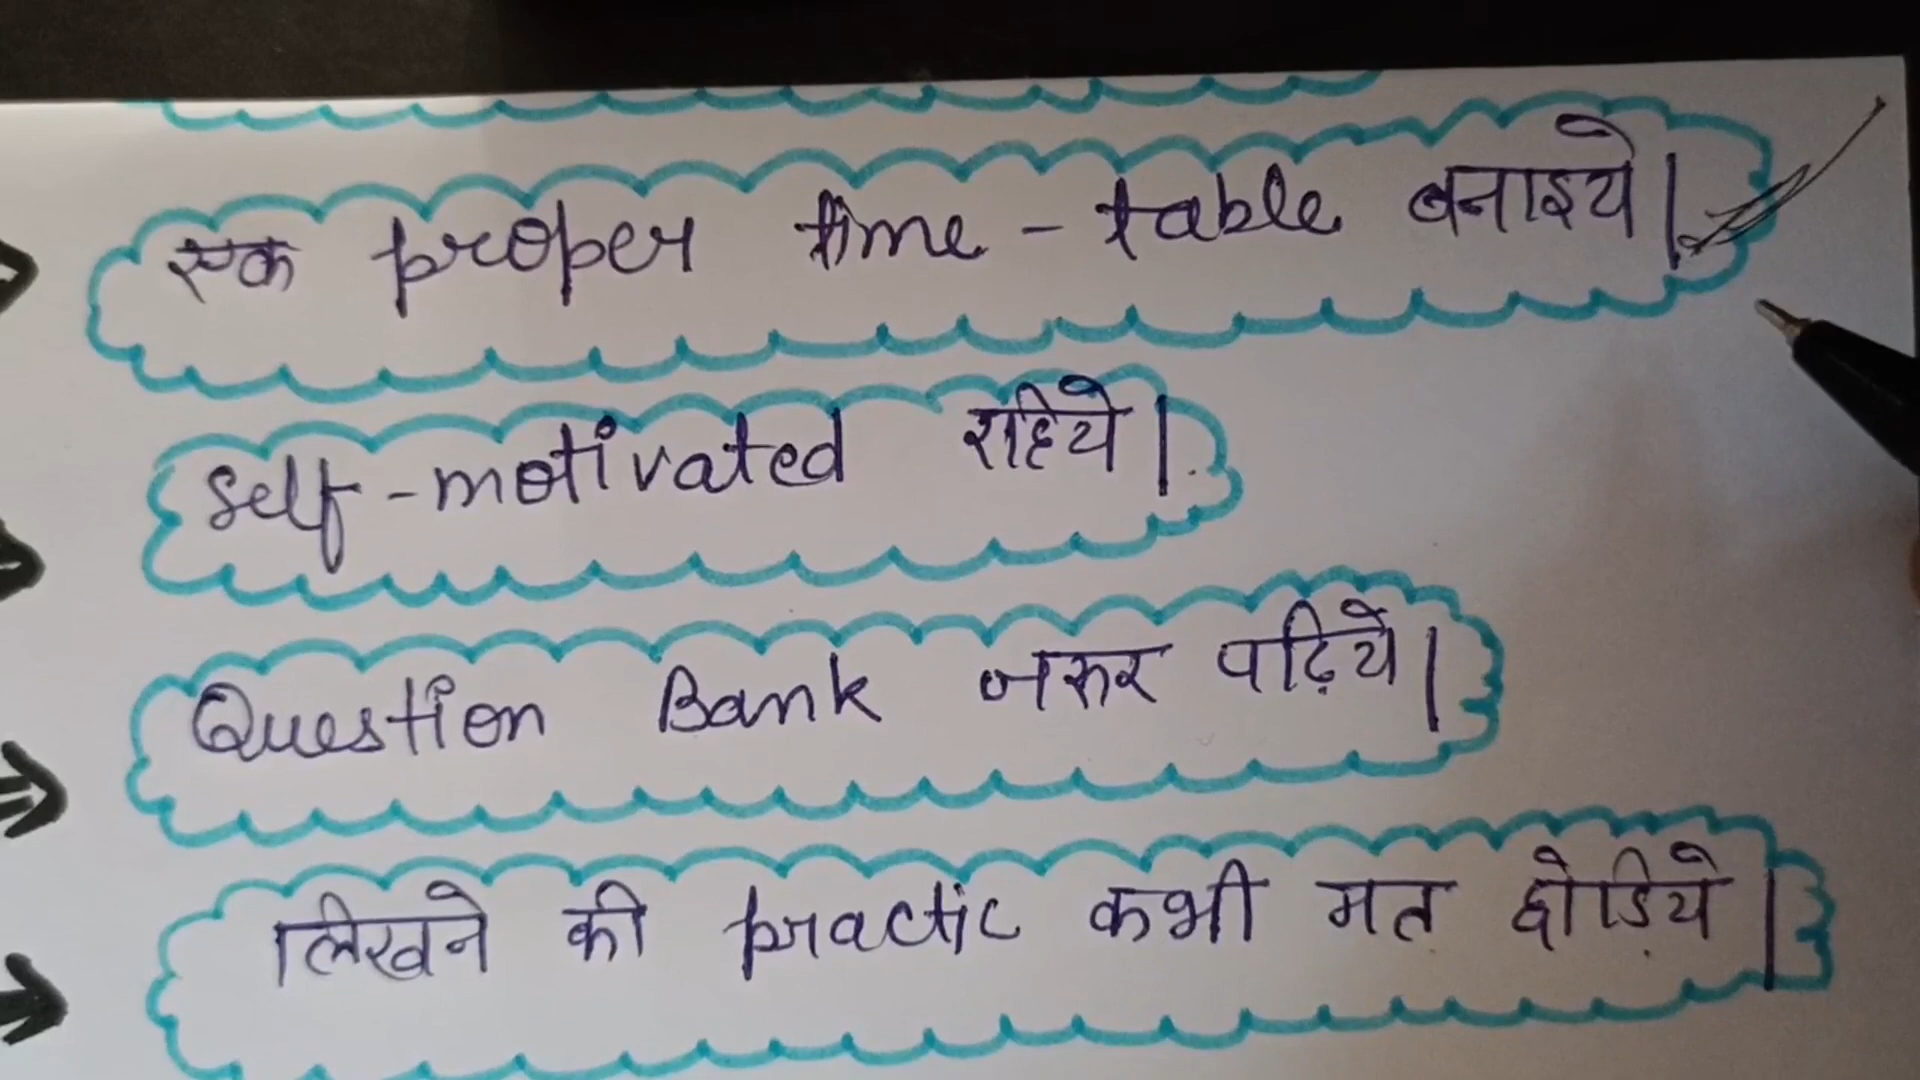 एक proper time - table बनाइये।
self - motivated रहिये।
Question Bank जरुर पढ़िये।
लिखने की practic कभी मत छोड़िये।